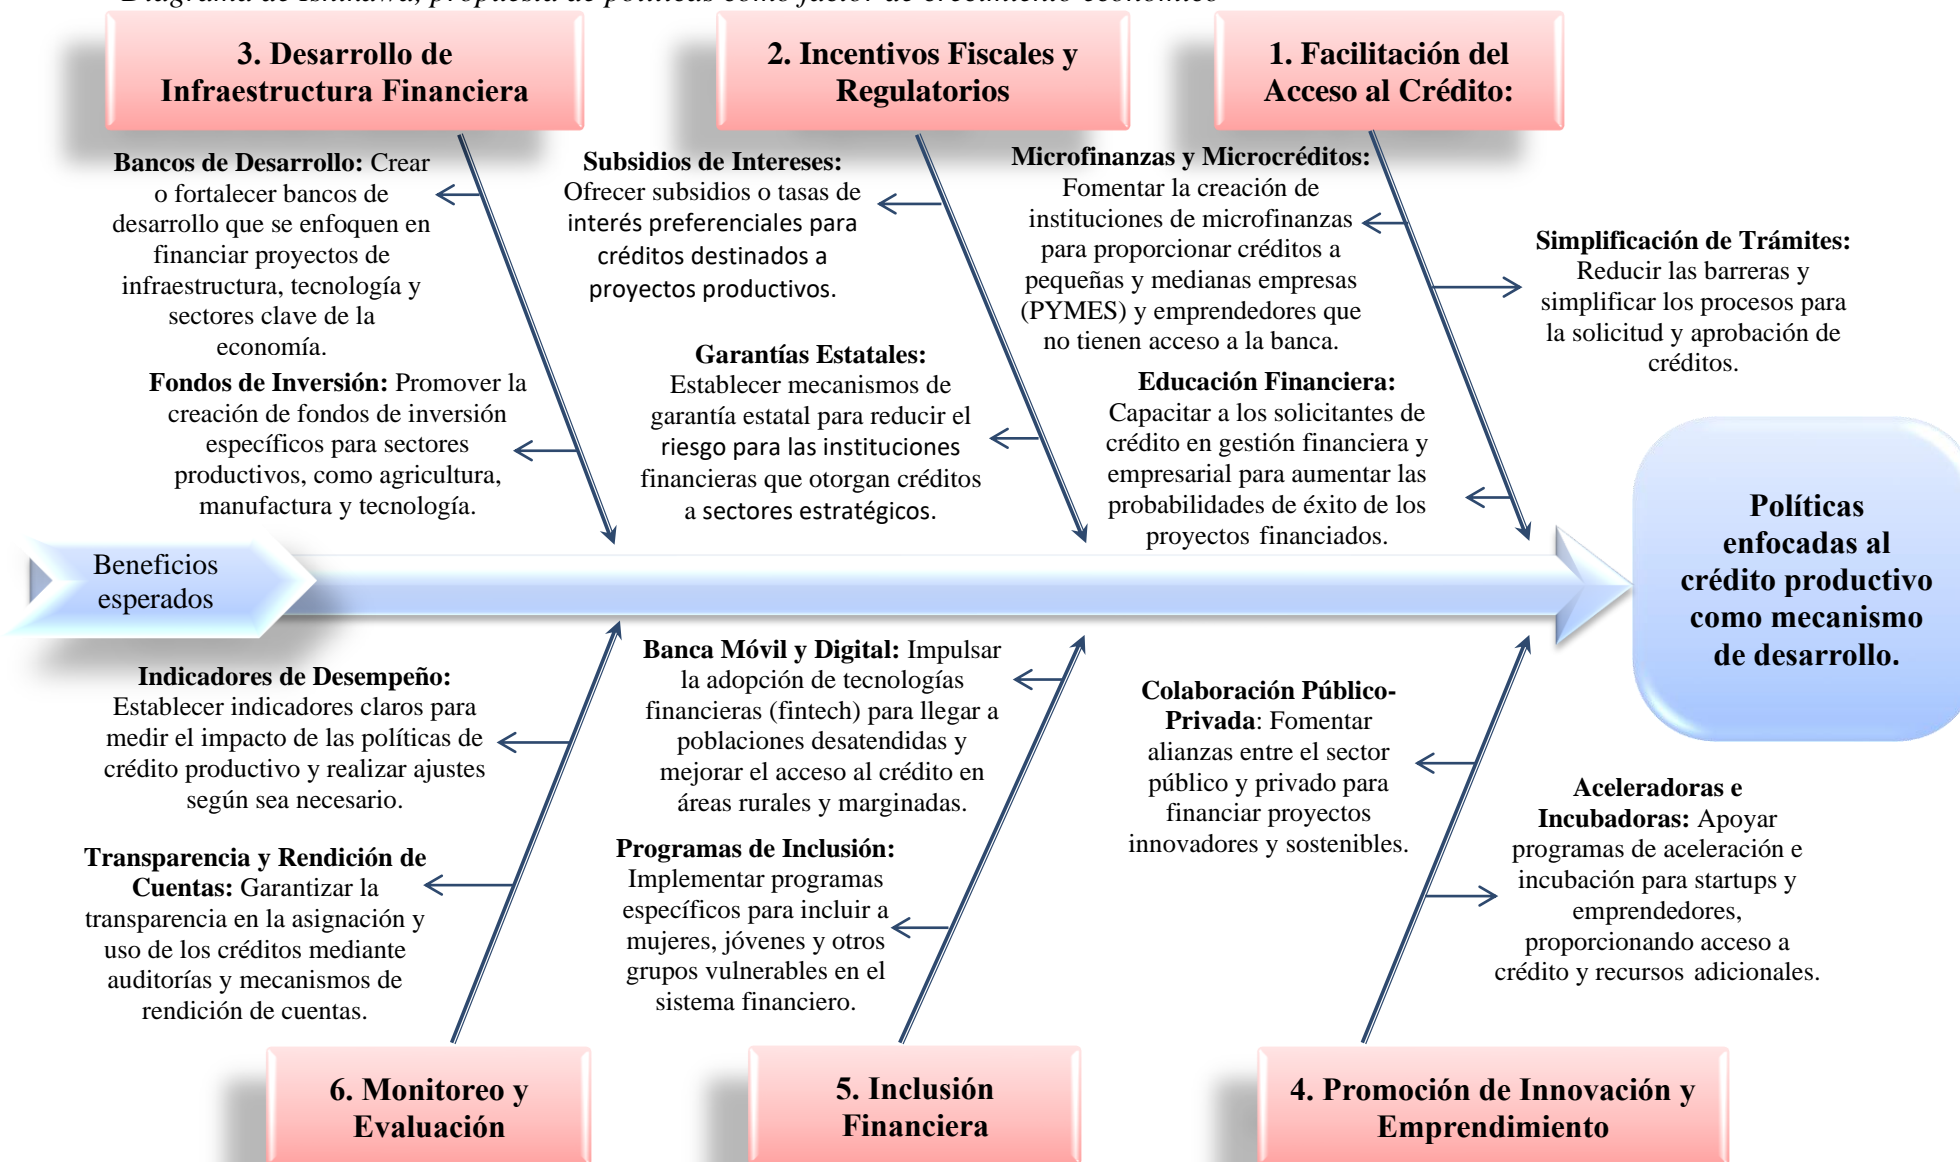 Diagrama de Ishikawa, propuesta de políticas como factor de crecimiento económico
3. Desarrollo de
Infraestructura Financiera
2. Incentivos Fiscales y
Regulatorios
1. Facilitación del
Acceso al Crédito:
Bancos de Desarrollo: Crear
o fortalecer bancos de
desarrollo que se enfoquen en
financiar proyectos de
infraestructura, tecnología y
sectores clave de la
economía.
Fondos de Inversión: Promover la
creación de fondos de inversión
específicos para sectores
productivos, como agricultura,
manufactura y tecnología.
Subsidios de Intereses:
Ofrecer subsidios o tasas de
interés preferenciales para
créditos destinados a
proyectos productivos.
Garantías Estatales:
Establecer mecanismos de
garantía estatal para reducir el
riesgo para las instituciones
financieras que otorgan créditos
a sectores estratégicos.
Microfinanzas y Microcréditos:
Fomentar la creación de
instituciones de microfinanzas
para proporcionar créditos a
pequeñas y medianas empresas
(PYMES) y emprendedores que
no tienen acceso a la banca.
Educación Financiera:
Capacitar a los solicitantes de
crédito en gestión financiera y
empresarial para aumentar las
probabilidades de éxito de los
proyectos financiados.
Simplificación de Trámites:
Reducir las barreras y
simplificar los procesos para
la solicitud y aprobación de
créditos.
Beneficios
esperados
Políticas
enfocadas al
crédito productivo
como mecanismo
de desarrollo.
Indicadores de Desempeño:
Establecer indicadores claros para
medir el impacto de las políticas de
crédito productivo y realizar ajustes
según sea necesario.
Transparencia y Rendición de
Cuentas: Garantizar la
transparencia en la asignación y
uso de los créditos mediante
auditorías y mecanismos de
rendición de cuentas.
Banca Móvil y Digital: Impulsar
la adopción de tecnologías
financieras (fintech) para llegar a
poblaciones desatendidas y
mejorar el acceso al crédito en
áreas rurales y marginadas.
Programas de Inclusión:
Implementar programas
específicos para incluir a
mujeres, jóvenes y otros
grupos vulnerables en el
sistema financiero.
Colaboración Público-
Privada: Fomentar
alianzas entre el sector
público y privado para
financiar proyectos
innovadores y sostenibles.
Aceleradoras e
Incubadoras: Apoyar
programas de aceleración e
incubación para startups y
emprendedores,
proporcionando acceso a
crédito y recursos adicionales.
6. Monitoreo y
Evaluación
5. Inclusión
Financiera
4. Promoción de Innovación y
Emprendimiento